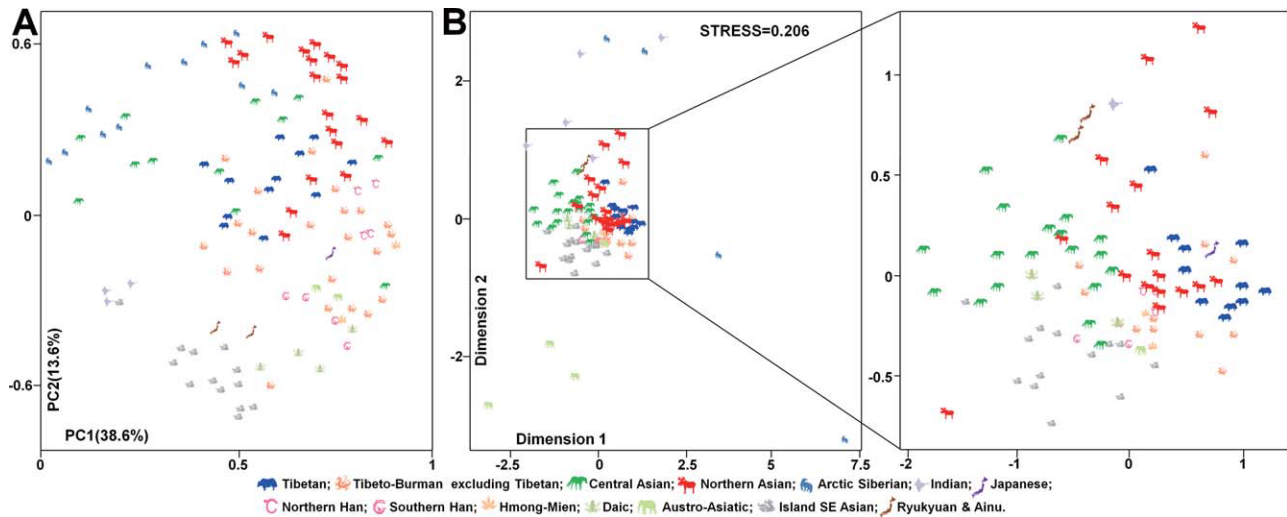 A
B
STRESS=0.206
0.6
0
-0.6
PC2(13.6%)
PC1(38.6%)
0
0.5
1
2
0
-2
Dimension 2
Dimension 1
-2.5
0
2.5
5
7.5
1
0.5
0
-0.5
-2
-1
0
1
Tibetan; Tibeto-Burman excluding Tibetan; Central Asian; Northern Asian; Arctic Siberian; Indian; Japanese;
Northern Han; Southern Han; Hmong-Mien; Daic; Austro-Asiatic; Island SE Asian; Ryukyuan & Ainu.